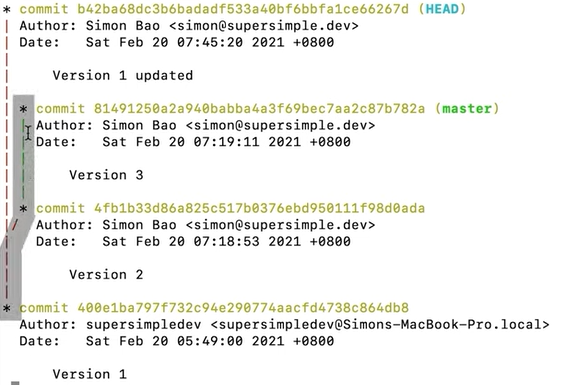 * commit b42ba68dc3b6badadf533a40bf6bbfa1ce66267d (HEAD)
Author: Simon Bao <simon@supersimple.dev>
Date: Sat Feb 20 07:45:20 2021 +0800
Version 1 updated
* commit 81491250a2a940babba4a3f69bec7aa2c87b782a (master)
Author: Simon Bao <simon@supersimple.dev>
Date: Sat Feb 20 07:19:11 2021 +0800
Version 3
* commit 4fb1b33d86a825c517b0376ebd950111f98d0ada
Author: Simon Bao <simon@supersimple.dev>
Date: Sat Feb 20 07:18:53 2021 +0800
Version 2
* commit 400e1ba797f732c94e290774aacfd4738c864db8
Author: supersimpledev <supersimpledev@Simons-MacBook-Pro.local>
Date: Sat Feb 20 05:49:00 2021 +0800
Version 1